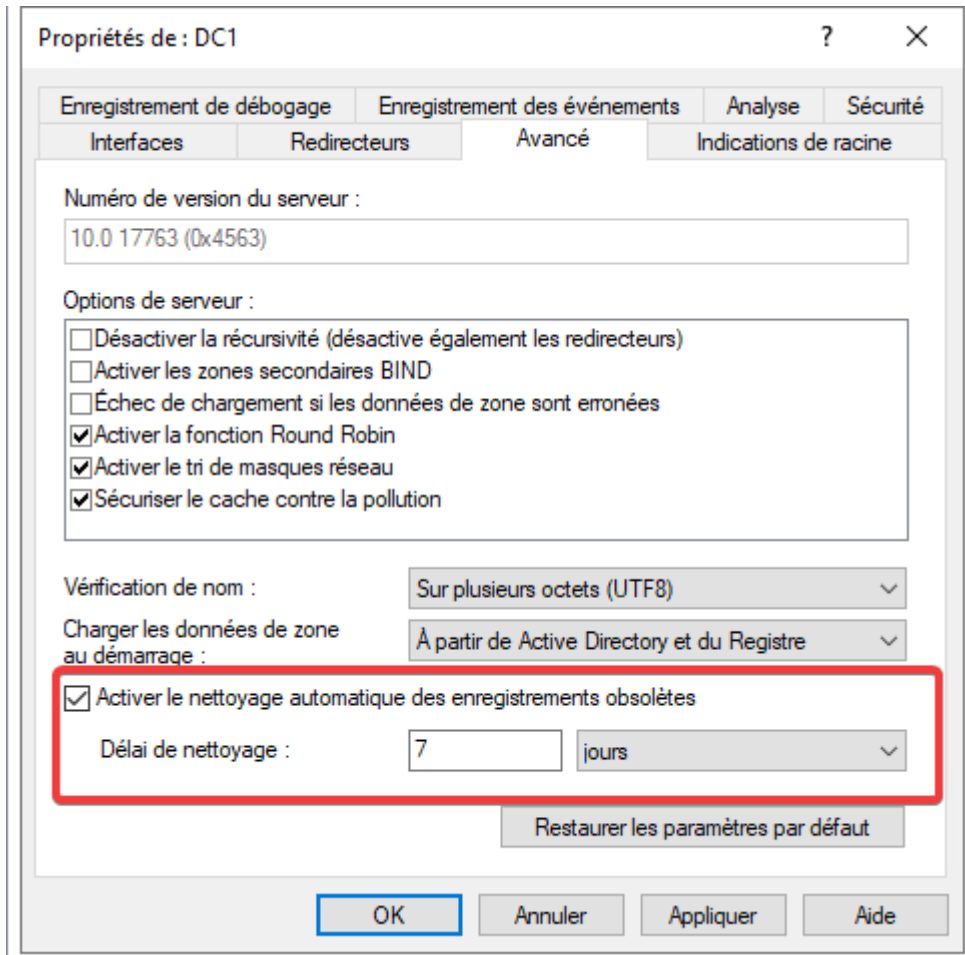 Propriétés de : DC1
?
Enregistrement de débogage Enregistrement des événements Analyse Sécurité
Interfaces Redirecteurs Avancé Indications de racine
Numéro de version du serveur :
10.0 17763 (0x4563)
Options de serveur :
Désactiver la récursivité (désactive également les redirecteurs)
Activer les zones secondaires BIND
Échec de chargement si les données de zone sont erronées
Activer la fonction Round Robin
Activer le tri de masques réseau
Sécuriser le cache contre la pollution
Vérification de nom : Sur plusieurs octets (UTF8)
Charger les données de zone
au démarrage : À partir de Active Directory et du Registre
Activer le nettoyage automatique des enregistrements obsolètes
Délai de nettoyage : 7 jours
Restaurer les paramètres par défaut
OK Annuler Appliquer Aide